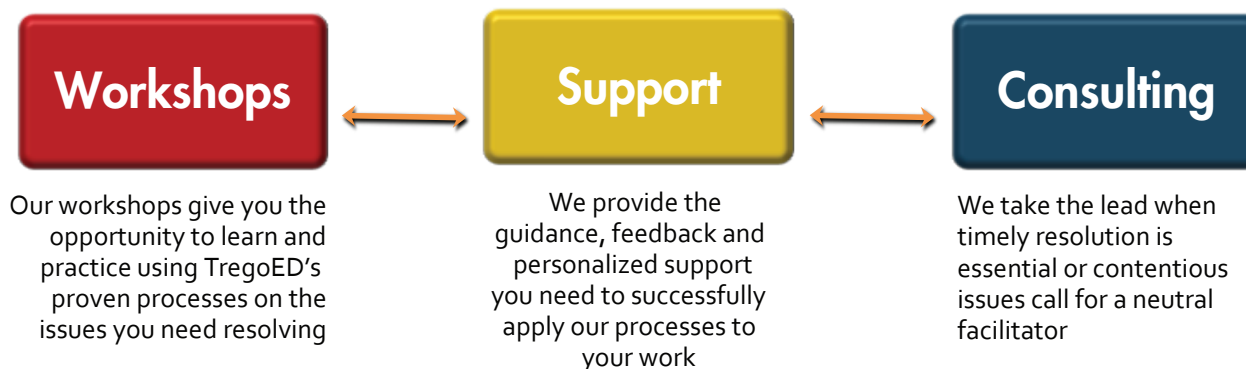 Workshops
Our workshops give you the
opportunity to learn and
practice using TregoED’s
proven processes on the
issues you need resolving
Support
We provide the
guidance, feedback and
personalized support
you need to successfully
apply our processes to
your work
Consulting
We take the lead when
timely resolution is
essential or contentious
issues call for a neutral
facilitator